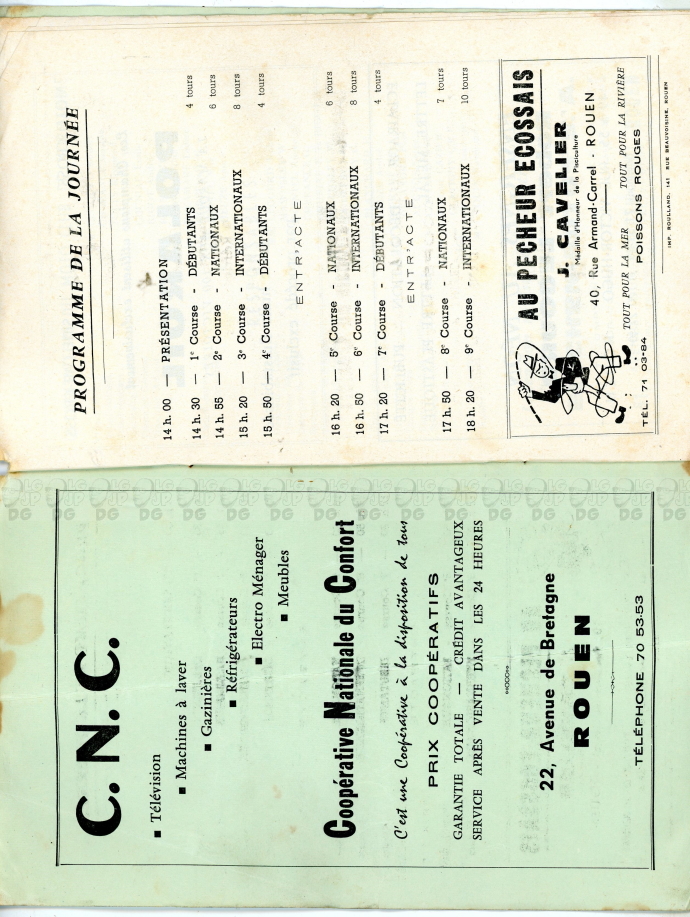 C. N. C.
■ Télévision
■ Machines à laver
■ Gazinières
■ Réfrigérateurs
■ Electro Ménager
■ Meubles
Coopérative Nationale du Confort
C'est une Coopérative à la disposition de tous
PRIX COOPÉRATIFS
GARANTIE TOTALE — CRÉDIT AVANTAGEUX
SERVICE APRÈS VENTE DANS LES 24 HEURES
22, Avenue de Bretagne
ROUEN
TÉLÉPHONE 70 53.53
PROGRAMME DE LA JOURNÉE
14 h. 00 — PRÉSENTATION
14 h. 30 — 1e Course - DÉBUTANTS 4 tours
14 h. 55 — 2e Course - NATIONAUX 6 tours
15 h. 20 — 3e Course - INTERNATIONAUX 8 tours
15 h. 50 — 4e Course - DÉBUTANTS 4 tours
ENTR'ACTE
16 h. 20 — 5e Course - NATIONAUX 6 tours
16 h. 50 — 6e Course - INTERNATIONAUX 8 tours
17 h. 20 — 7e Course - DÉBUTANTS 4 tours
ENTR'ACTE
17 h. 50 — 8e Course - NATIONAUX 7 tours
18 h. 20 — 9e Course - INTERNATIONAUX 10 tours
AU PECHEUR ECOSSAIS
J. CAVELIER
Médaille d'Honneur de la Pisciculture
40, Rue Armand-Carrel - ROUEN
TOUT POUR LA MER TOUT POUR LA RIVIÈRE
TÉL. 71 03-84 POISSONS ROUGES
IMP. ROULLAND, 141 RUE BEAUVOISINE, ROUEN